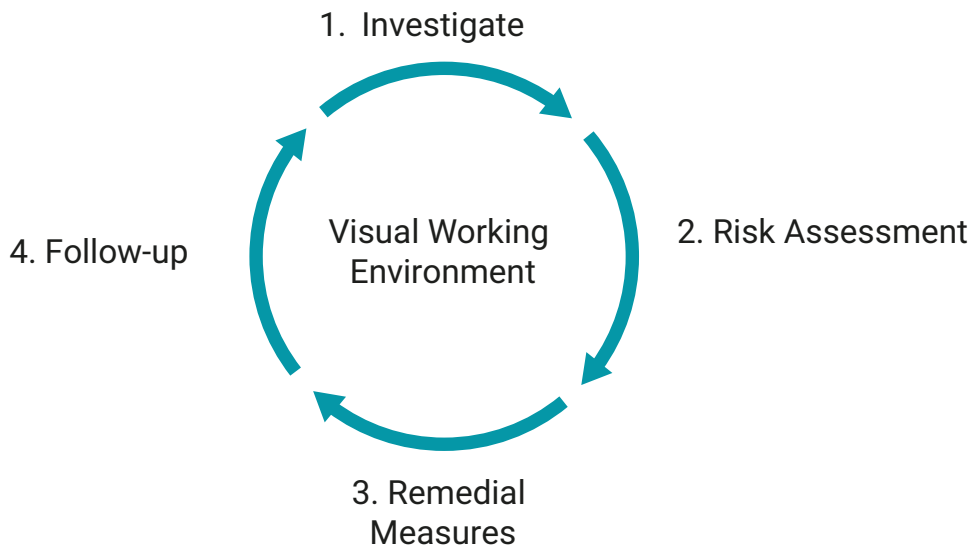 1. Investigate
2. Risk Assessment
Visual Working
Environment
4. Follow-up
3. Remedial
Measures